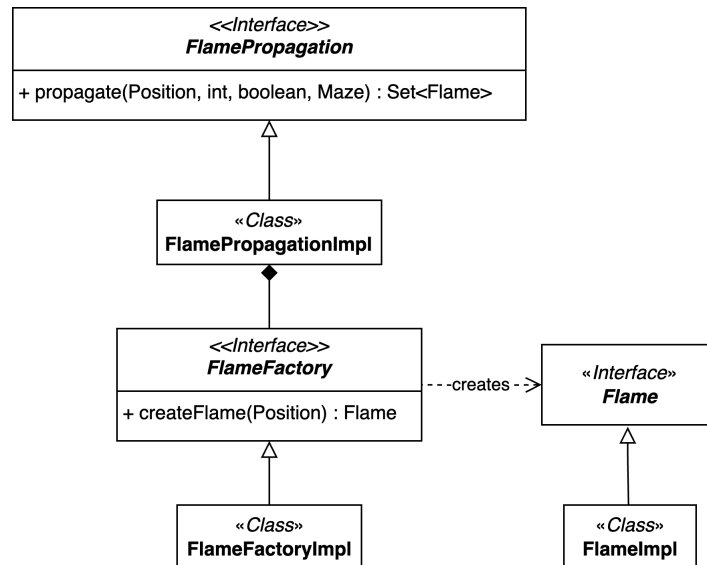 <<Interface>>
FlamePropagation
+ propagate(Position, int, boolean, Maze) : Set<Flame>
«Class»
FlamePropagationImpl
<<Interface>>
FlameFactory
+ createFlame(Position) : Flame
creates
«Interface»
Flame
«Class»
FlameFactoryImpl
«Class»
FlameImpl